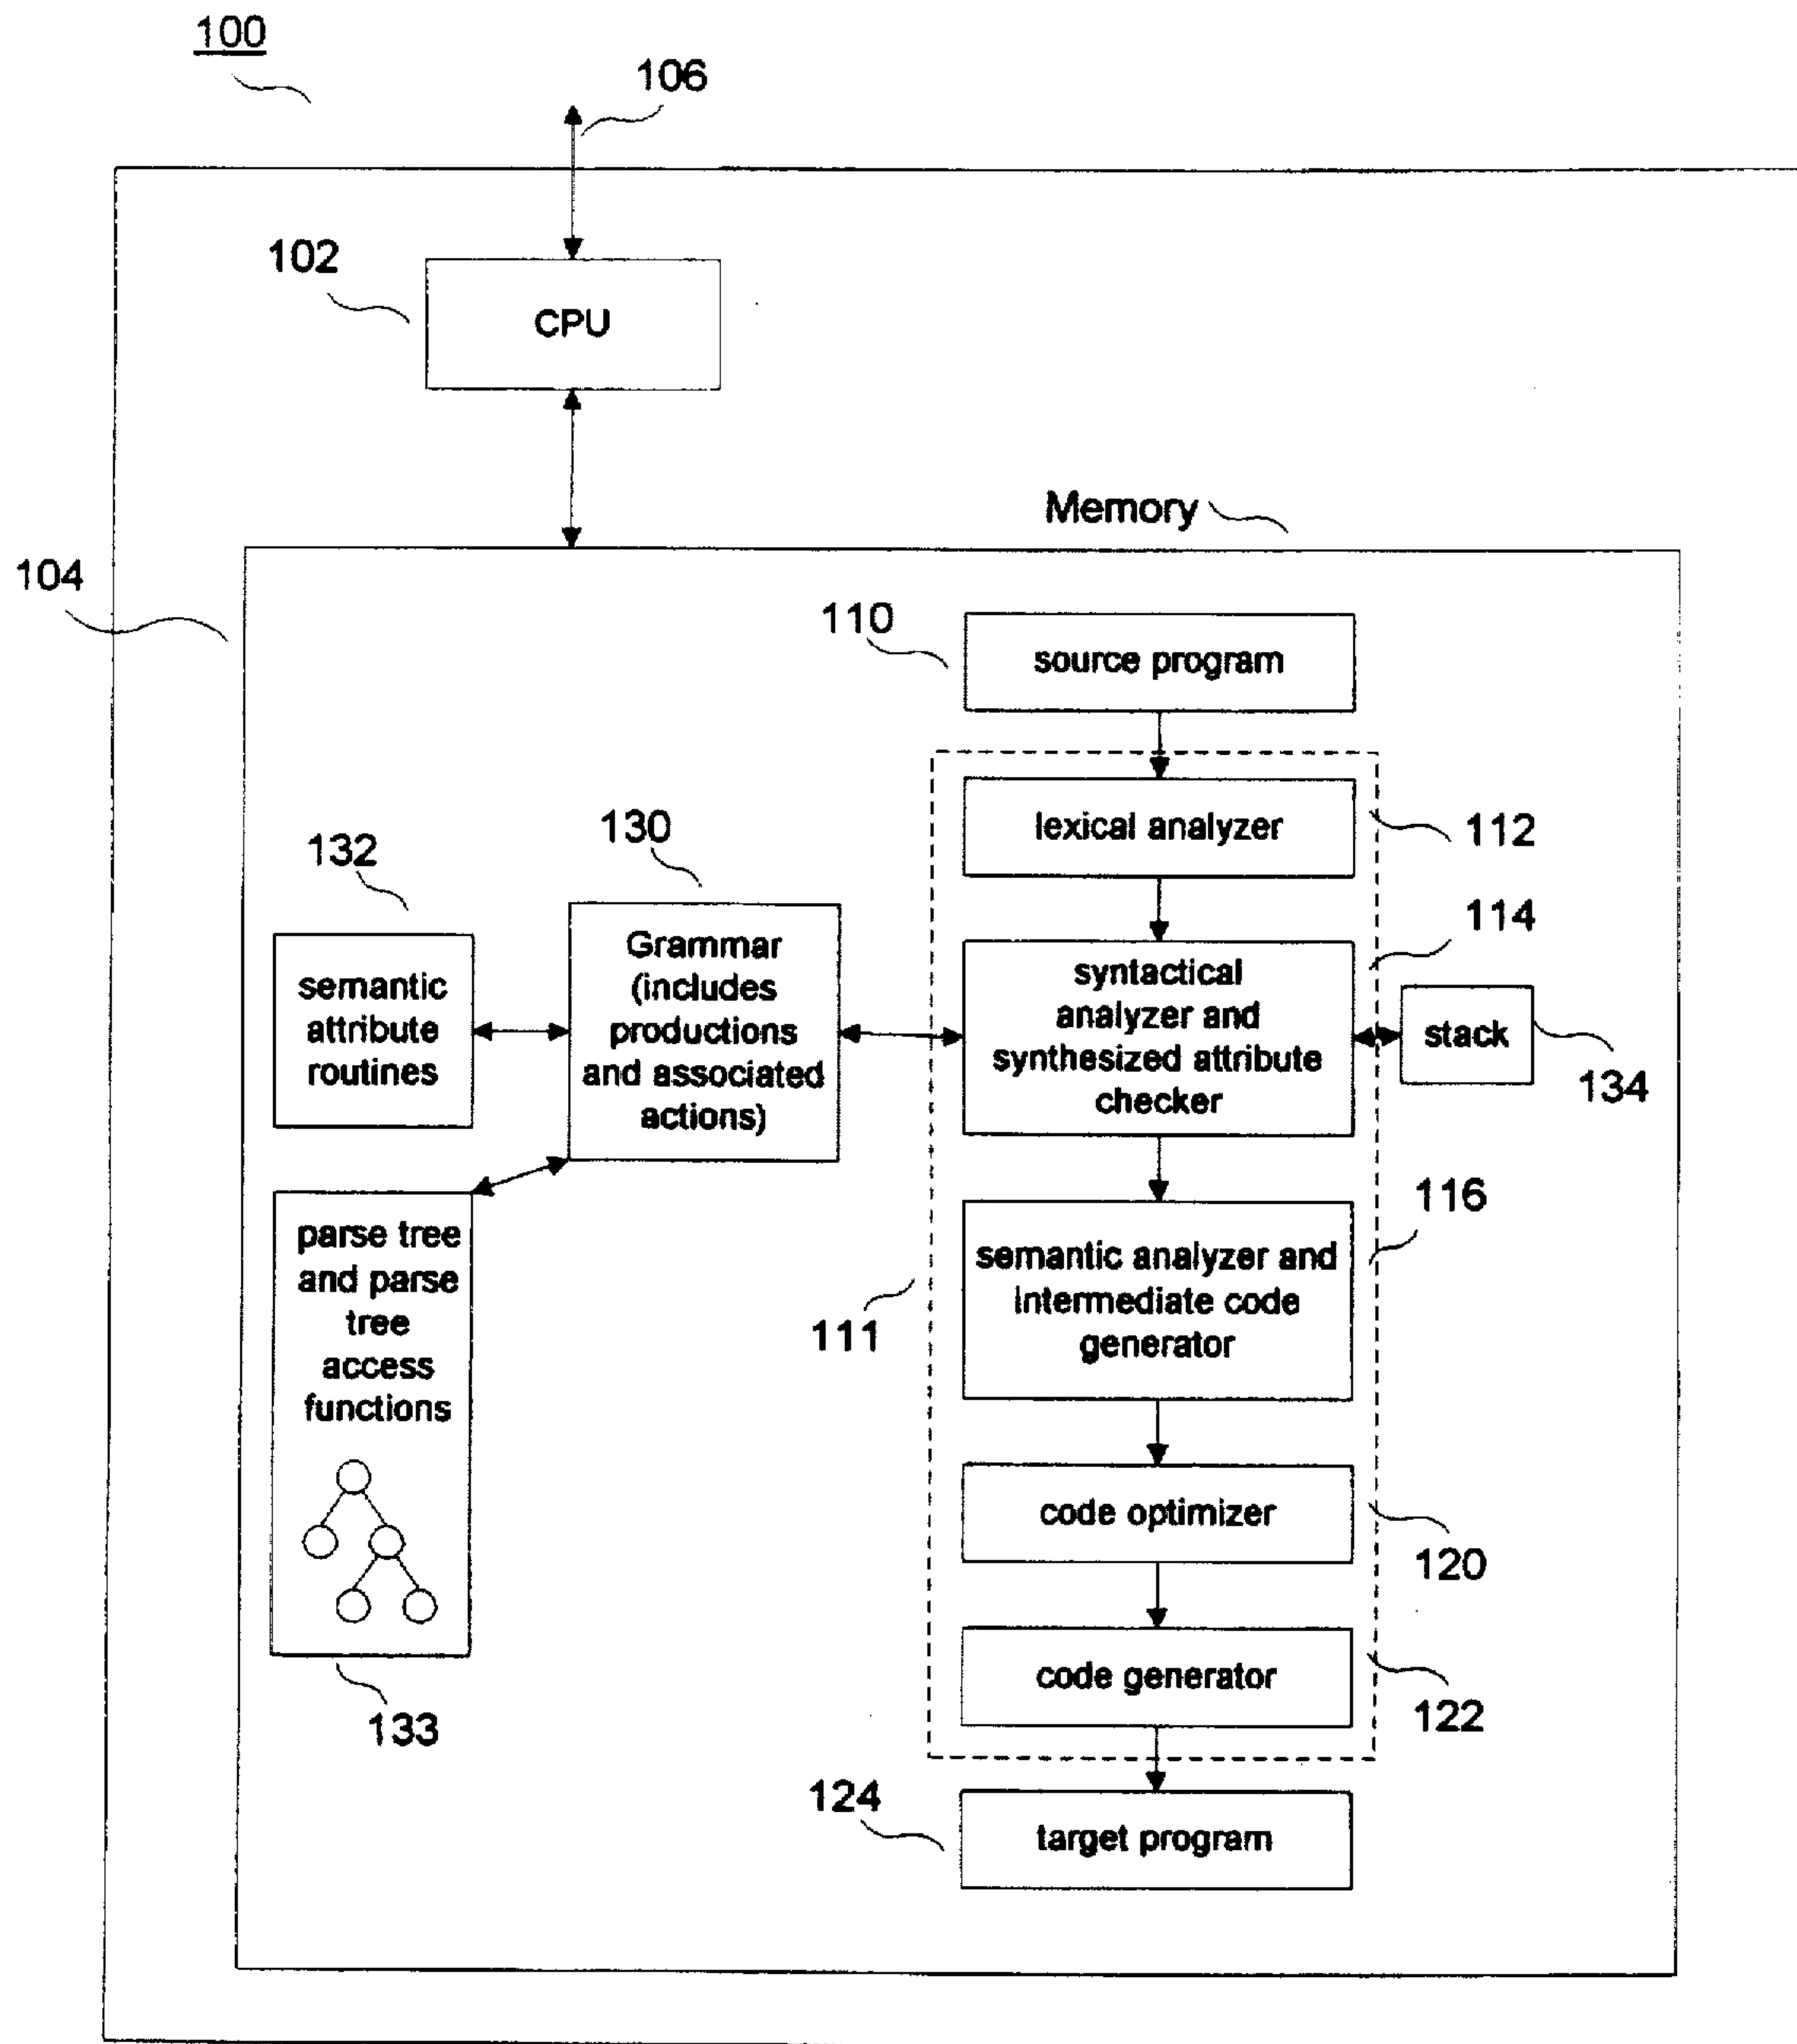 100
106
102
CPU
Memory
104
110
source program
lexical analyzer
112
130
132
114
Grammar
(includes
productions
and associated
actions)
semantic
attribute
routines
syntactical
analyzer and
synthesized attribute
checker
stack
134
116
parse tree
and parse
tree
access
functions
semantic analyzer and
intermediate code
generator
111
code optimizer
120
code generator
122
133
124
target program